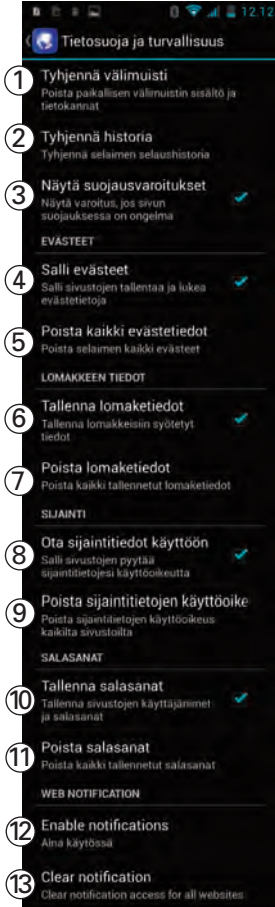 12.12
Tietosuoja ja turvallisuus
1 Tyhjennä välimuisti
Poista paikallisen välimuistin sisältö ja
tietokannat
2 Tyhjennä historia
Tyhjennä selaimen selaushistoria
3 Näytä suojausvaroitukset
Näytä varoitus, jos sivun
suojauksessa on ongelma
EVÄSTEET
4 Salli evästeet
Salli sivustojen tallentaa ja lukea
evästetietoja
5 Poista kaikki evästetiedot
Poista selaimen kaikki evästeet
LOMAKKEEN TIEDOT
6 Tallenna lomaketiedot
Tallenna lomakkeisiin syötetyt
tiedot
7 Poista lomaketiedot
Poista kaikki tallennetut lomaketiedot
SIJAINTI
8 Ota sijaintitiedot käyttöön
Salli sivustojen pyytää
sijaintitietojesi käyttöoikeutta
9 Poista sijaintitietojen käyttöoike
Poista sijaintitietojen käyttöoikeus
kaikilta sivustoilta
SALASANAT
10 Tallenna salasanat
Tallenna sivustojen käyttäjänimet
ja salasanat
11 Poista salasanat
Poista kaikki tallennetut salasanat
WEB NOTIFICATION
12 Enable notifications
Aina käytössä
13 Clear notification
Clear notification access for all websites